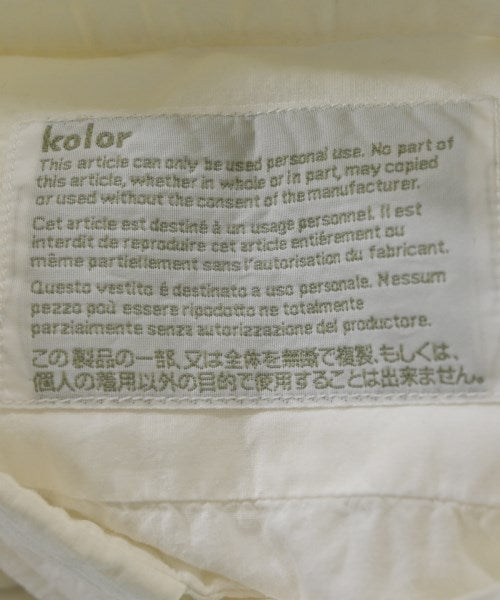 kolor
This article can only be used personal use. No part of
this article, whether in whole or in part, may copied
or used without the consent of the manufacturer.
Cet article est destiné à un usage personnel. Il est
interdit de reproduire cet article entiérement ou
même partiellement sans l'autorisation du fabricant.
Questo vestito é destinato a uso personale. Nessum
pezzo poù essere ripodotto ne totalmente
parzialmente senza autorizzazione del productore.
この製品の一部、又は全体を無略で複製、もしくは、
個人の着用以外の目的で使用することは出来ません。